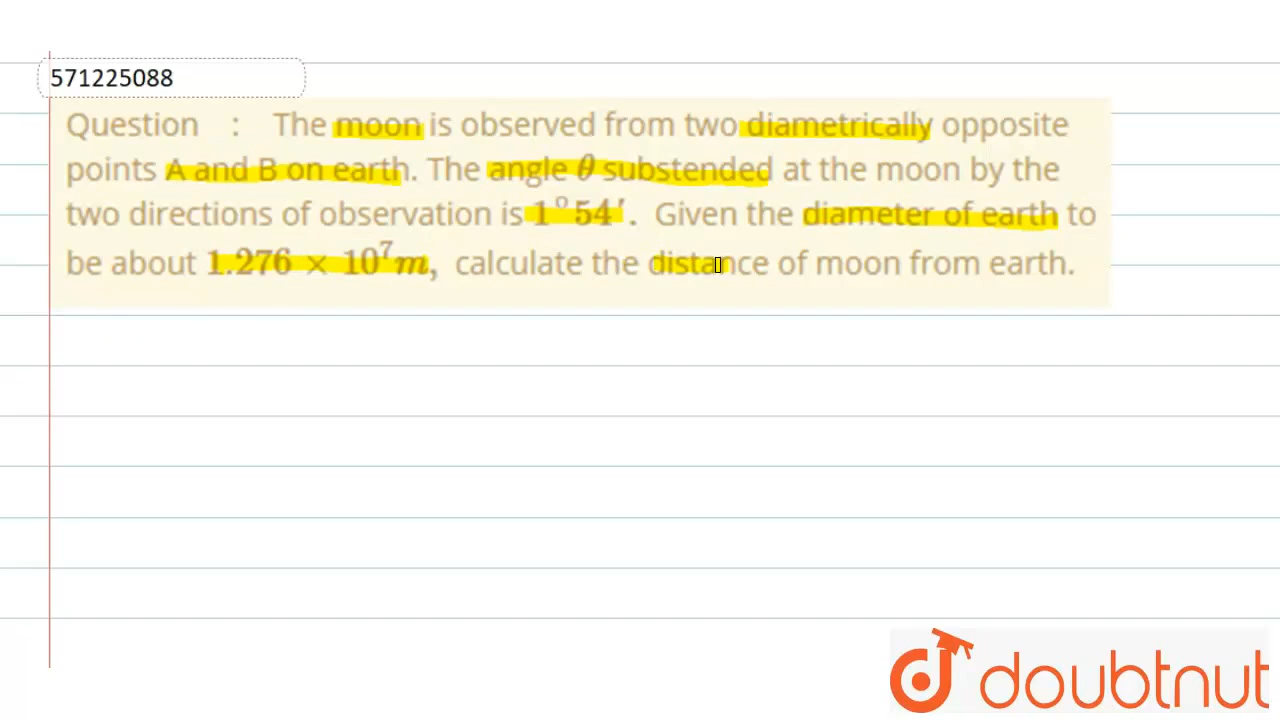 571225088
Question : The moon is observed from two diametrically opposite
points A and B on earth. The angle θ substended at the moon by the
two directions of observation is 1°54′. Given the diameter of earth to
be about 1.276 × 10⁷m, calculate the distance of moon from earth.
doubtnut